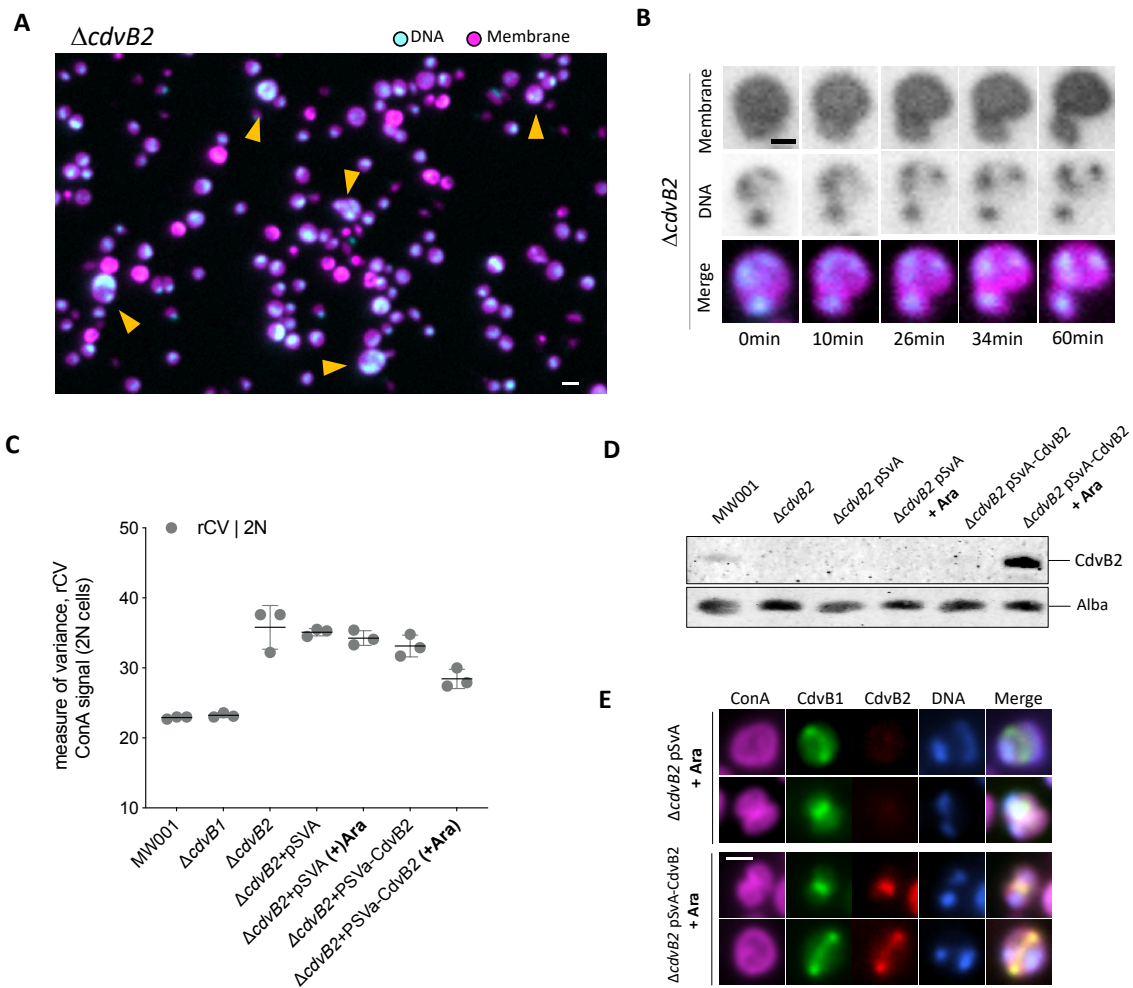 A
ΔcdvB2
DNA
Membrane
B
ΔcdvB2
Membrane
DNA
Merge
0min
10min
26min
34min
60min
C
measure of variance, rCV
ConA signal (2N cells)
50
40
30
20
10
rCV | 2N
MW001
ΔcdvB1
ΔcdvB2
ΔcdvB2+pSVA
ΔcdvB2+pSVA (+)Ara
ΔcdvB2+PSVa-CdvB2
ΔcdvB2+PSVa-CdvB2 (+Ara)
D
MW001
ΔcdvB2
ΔcdvB2 pSvA
ΔcdvB2 pSvA
+ Ara
ΔcdvB2 pSvA-CdvB2
ΔcdvB2 pSvA-CdvB2
+ Ara
CdvB2
Alba
E
ConA
CdvB1
CdvB2
DNA
Merge
ΔcdvB2 pSvA
+ Ara
ΔcdvB2 pSvA-CdvB2
+ Ara